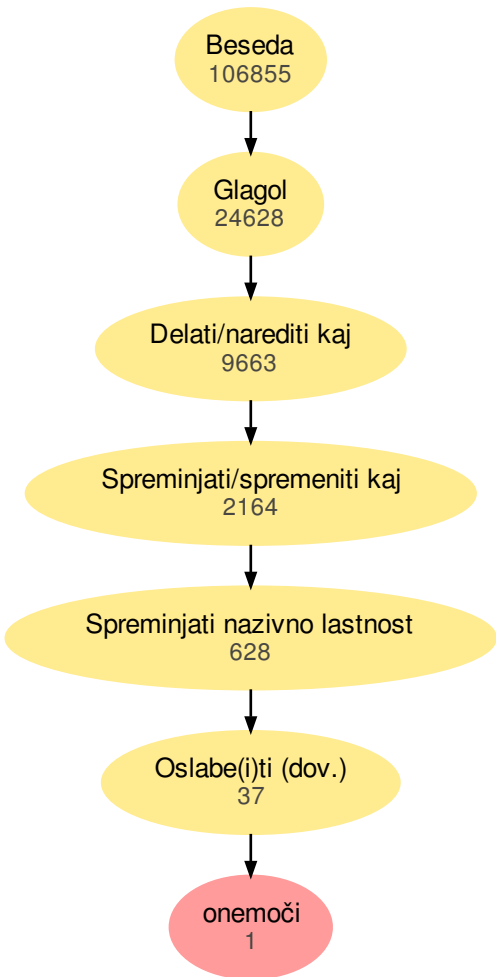 Beseda
106855
Glagol
24628
Delati/narediti kaj
9663
Spreminjati/spremeniti kaj
2164
Spreminjati nazivno lastnost
628
Oslabe(i)ti (dov.)
37
onemoči
1